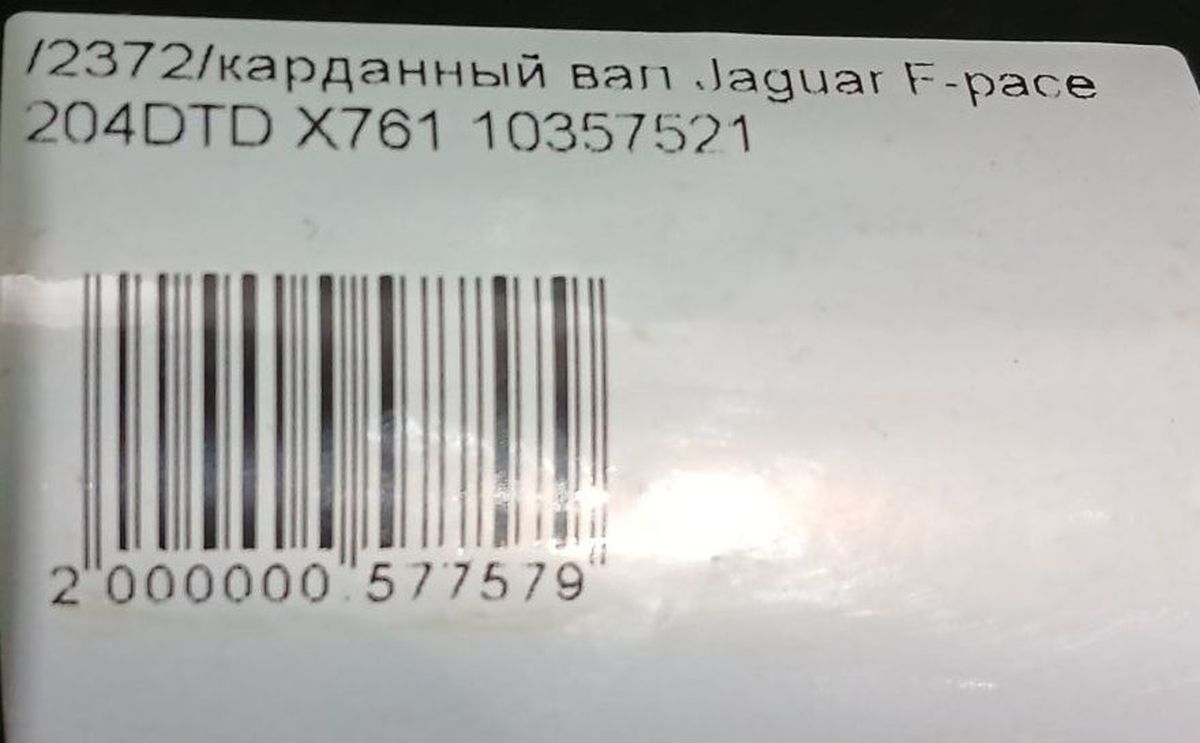 /2372/карданный вал Jaguar F-pace
204DTD X761 10357521
2 000000 577579